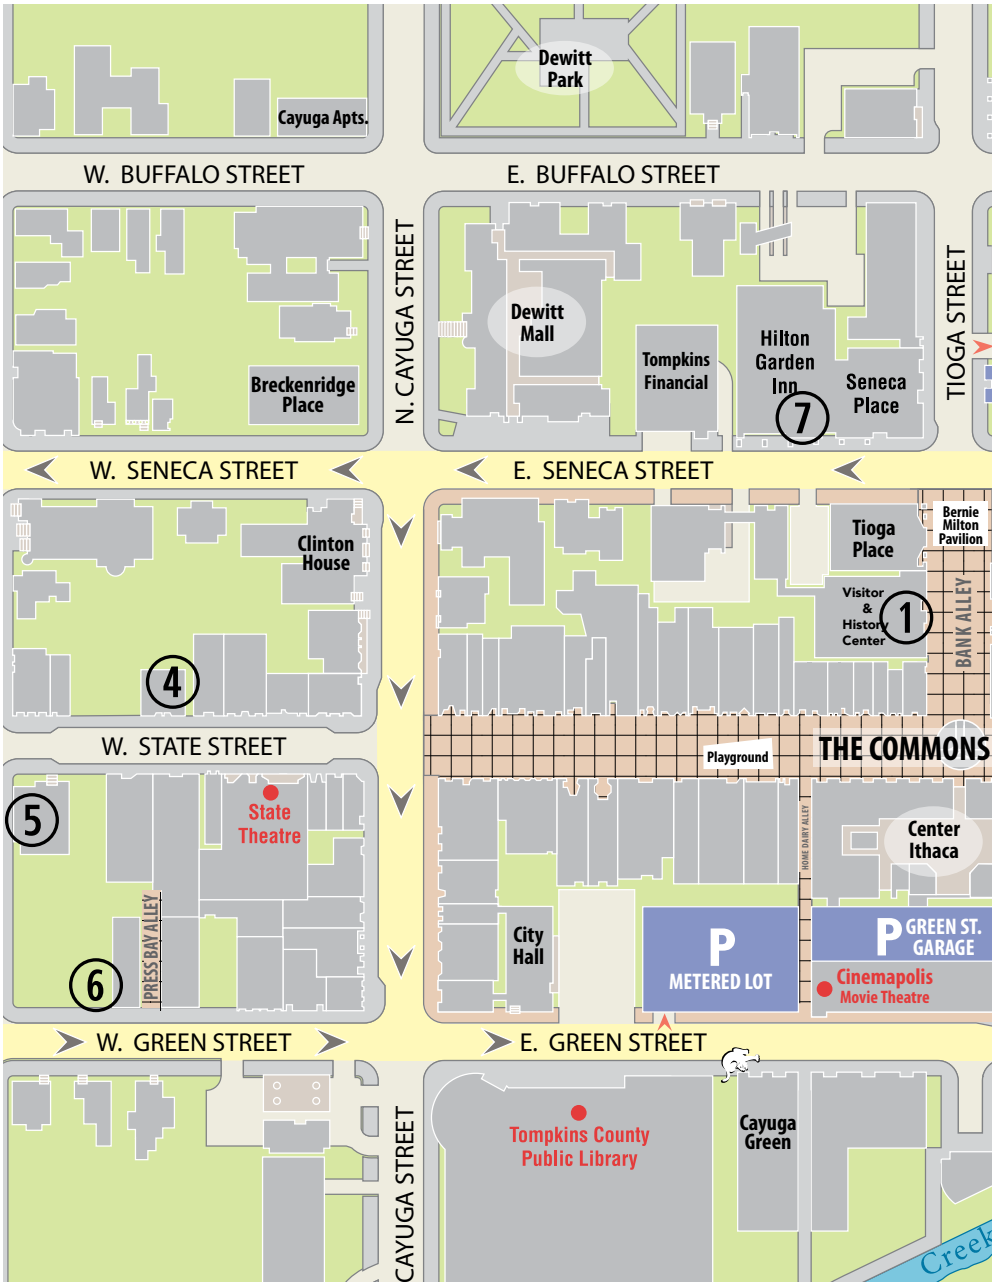 Dewitt
Park
Cayuga Apts.
W. BUFFALO STREET
E. BUFFALO STREET
N. CAYUGA STREET
TIOGA STREET
Dewitt
Mall
Tompkins
Financial
Hilton
Garden
Inn
7
Seneca
Place
Breckenridge
Place
W. SENECA STREET
E. SENECA STREET
Clinton
House
Tioga
Place
Bernie
Milton
Pavilion
Visitor
&
History
Center
1
BANK ALLEY
4
W. STATE STREET
Playground
THE COMMONS
5
State
Theatre
HOME DAIRY ALLEY
Center
Ithaca
PRESS BAY ALLEY
6
City
Hall
P
METERED LOT
P GREEN ST.
GARAGE
Cinemapolis
Movie Theatre
W. GREEN STREET
E. GREEN STREET
CAYUGA STREET
Tompkins County
Public Library
Cayuga
Green
Creek